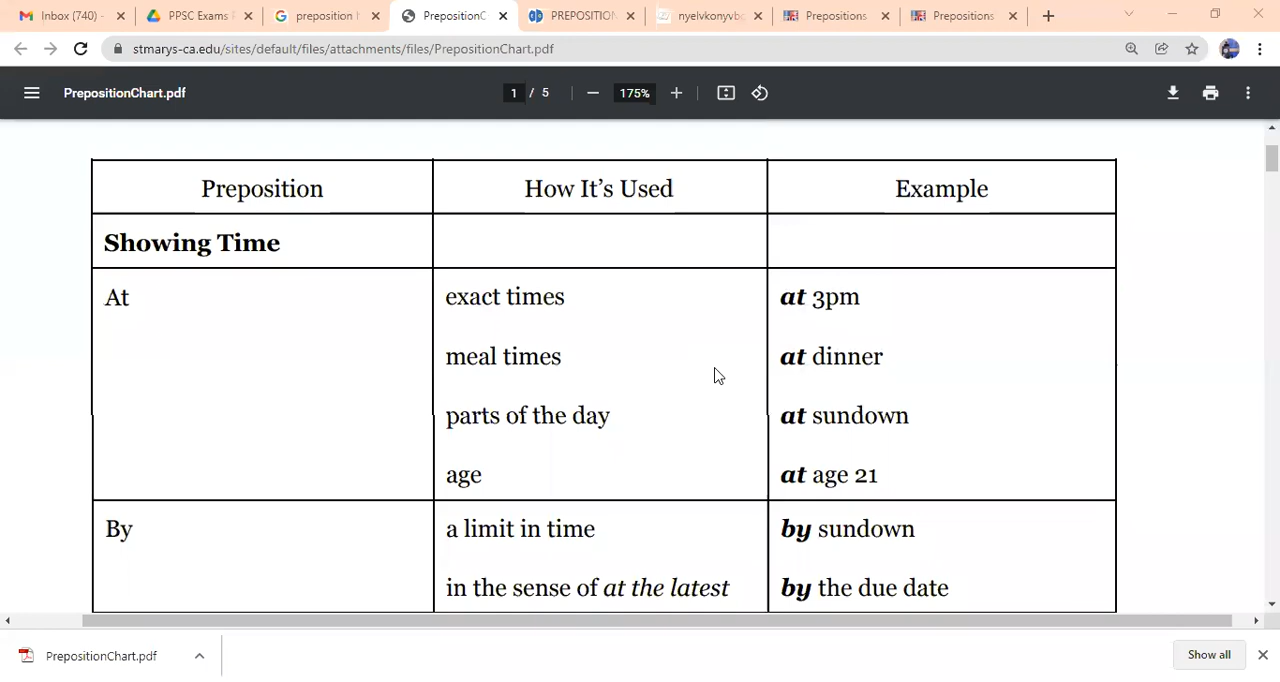 Inbox (740) -
PPSC Exams
preposition
PrepositionC
PREPOSITION
nyelvkonyvbo
Prepositions
Prepositions
stmarys-ca.edu/sites/default/files/attachments/files/PrepositionChart.pdf
PrepositionChart.pdf 1 / 5 175%
Preposition How It’s Used Example
Showing Time
At exact times at 3pm
meal times at dinner
parts of the day at sundown
age at age 21
By a limit in time by sundown
in the sense of at the latest by the due date
PrepositionChart.pdf Show all